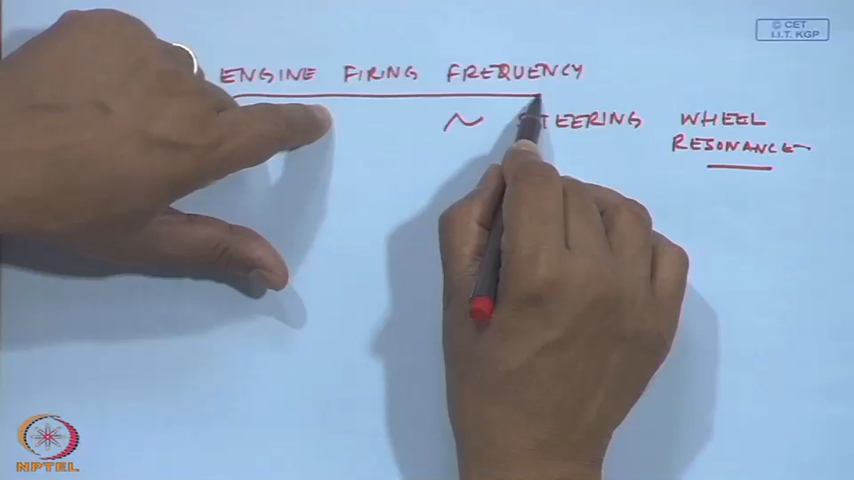 © CET
I.I.T. KGP
ENGINE FIRING FREQUENCY
~ STEERING WHEEL
RESONANCE
NPTEL